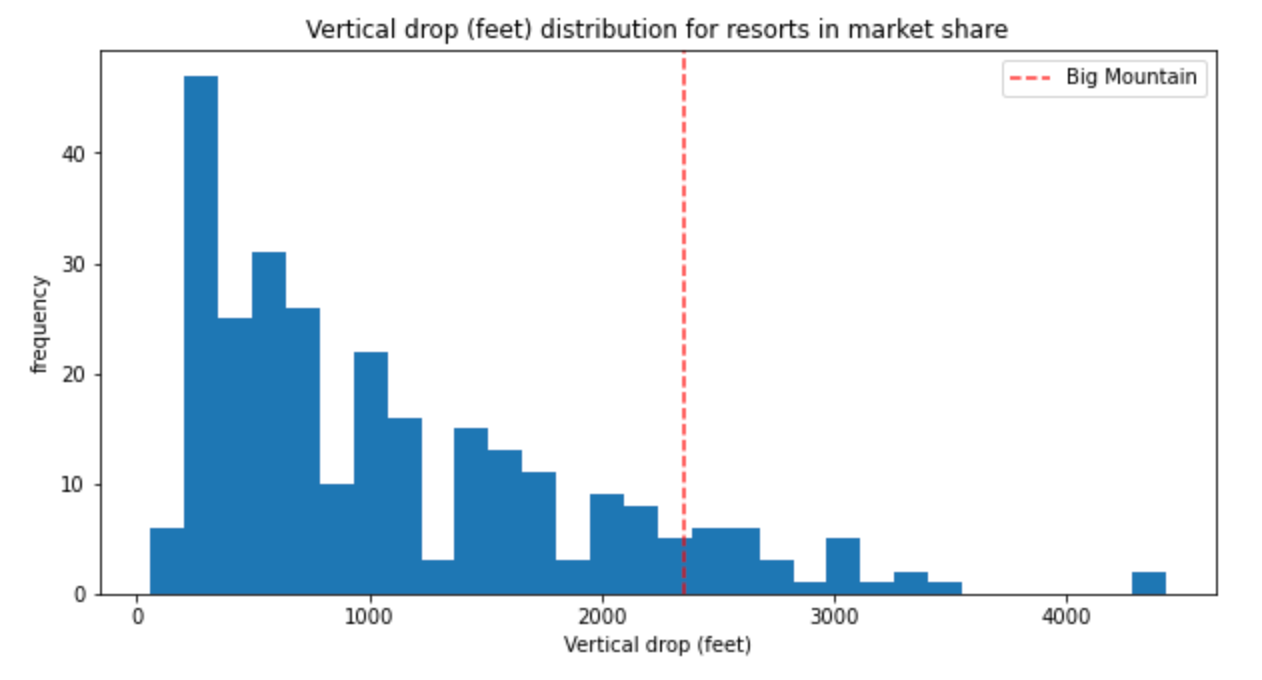 Vertical drop (feet) distribution for resorts in market share
Big Mountain
frequency
40
30
20
10
0
0 1000 2000 3000 4000
Vertical drop (feet)